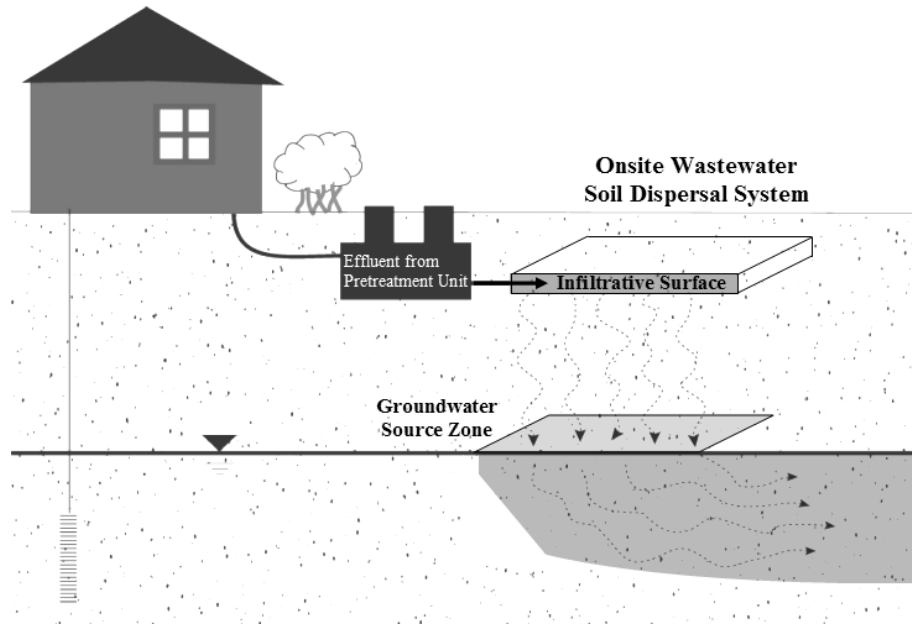 Onsite Wastewater
Soil Dispersal System
Effluent from
Pretreatment Unit
Infiltrative Surface
Groundwater
Source Zone